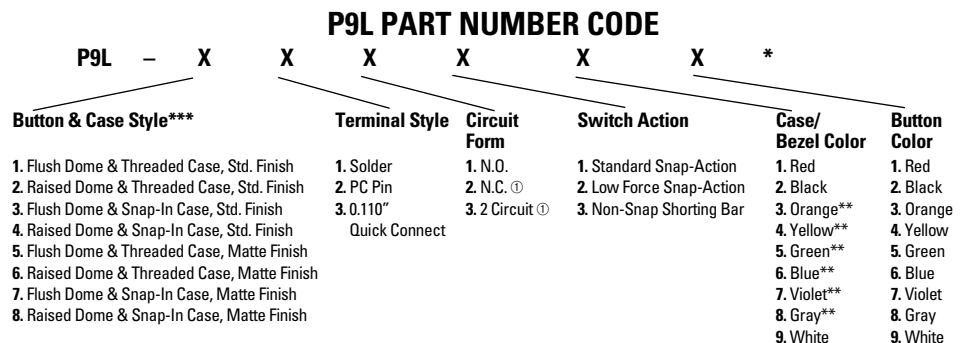 P9L PART NUMBER CODE
P9L – X X X X X X *
Button & Case Style***
1. Flush Dome & Threaded Case, Std. Finish
2. Raised Dome & Threaded Case, Std. Finish
3. Flush Dome & Snap-In Case, Std. Finish
4. Raised Dome & Snap-In Case, Std. Finish
5. Flush Dome & Threaded Case, Matte Finish
6. Raised Dome & Threaded Case, Matte Finish
7. Flush Dome & Snap-In Case, Matte Finish
8. Raised Dome & Snap-In Case, Matte Finish
Terminal Style
1. Solder
2. PC Pin
3. 0.110″
Quick Connect
Circuit
Form
1. N.O.
2. N.C. ①
3. 2 Circuit ①
Switch Action
1. Standard Snap-Action
2. Low Force Snap-Action
3. Non-Snap Shorting Bar
Case/
Bezel Color
1. Red
2. Black
3. Orange**
4. Yellow**
5. Green**
6. Blue**
7. Violet**
8. Gray**
9. White
Button
Color
1. Red
2. Black
3. Orange
4. Yellow
5. Green
6. Blue
7. Violet
8. Gray
9. White